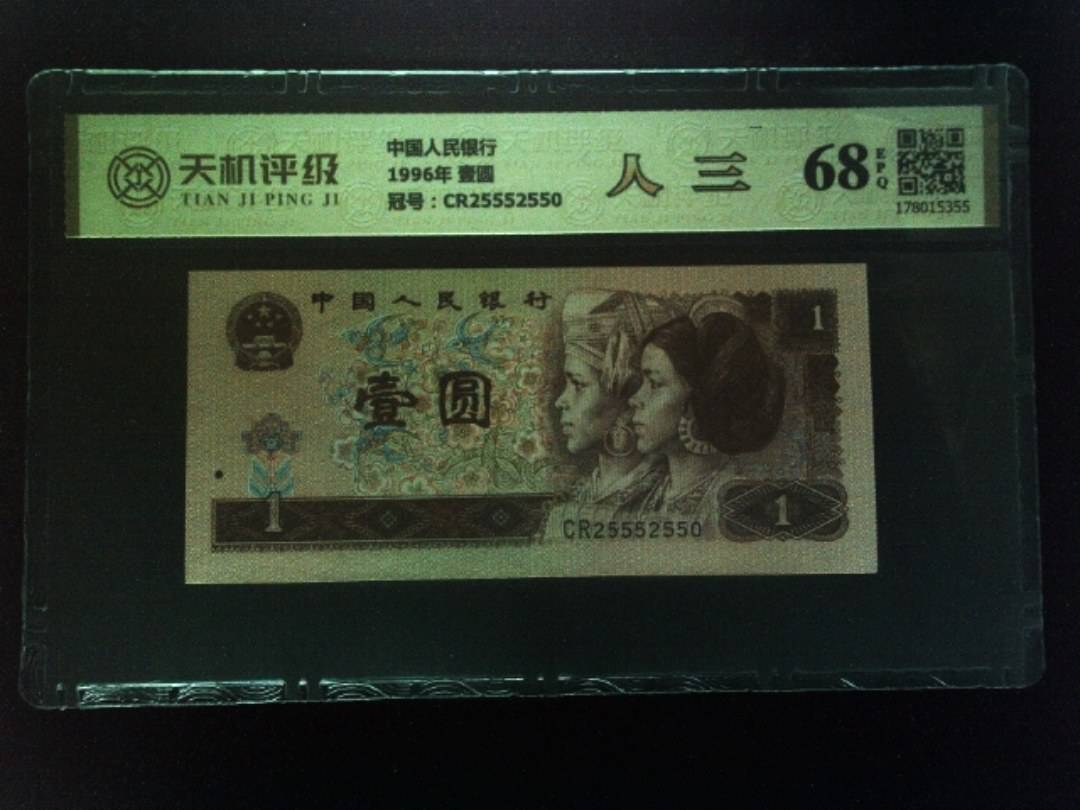 天机评级
TIAN JI PING JI
中国人民银行
1996年 壹圆
冠号：CR25552550
人 三
68
EPQ
178015355
中国人民银行
壹圆
1
1
CR25552550
1